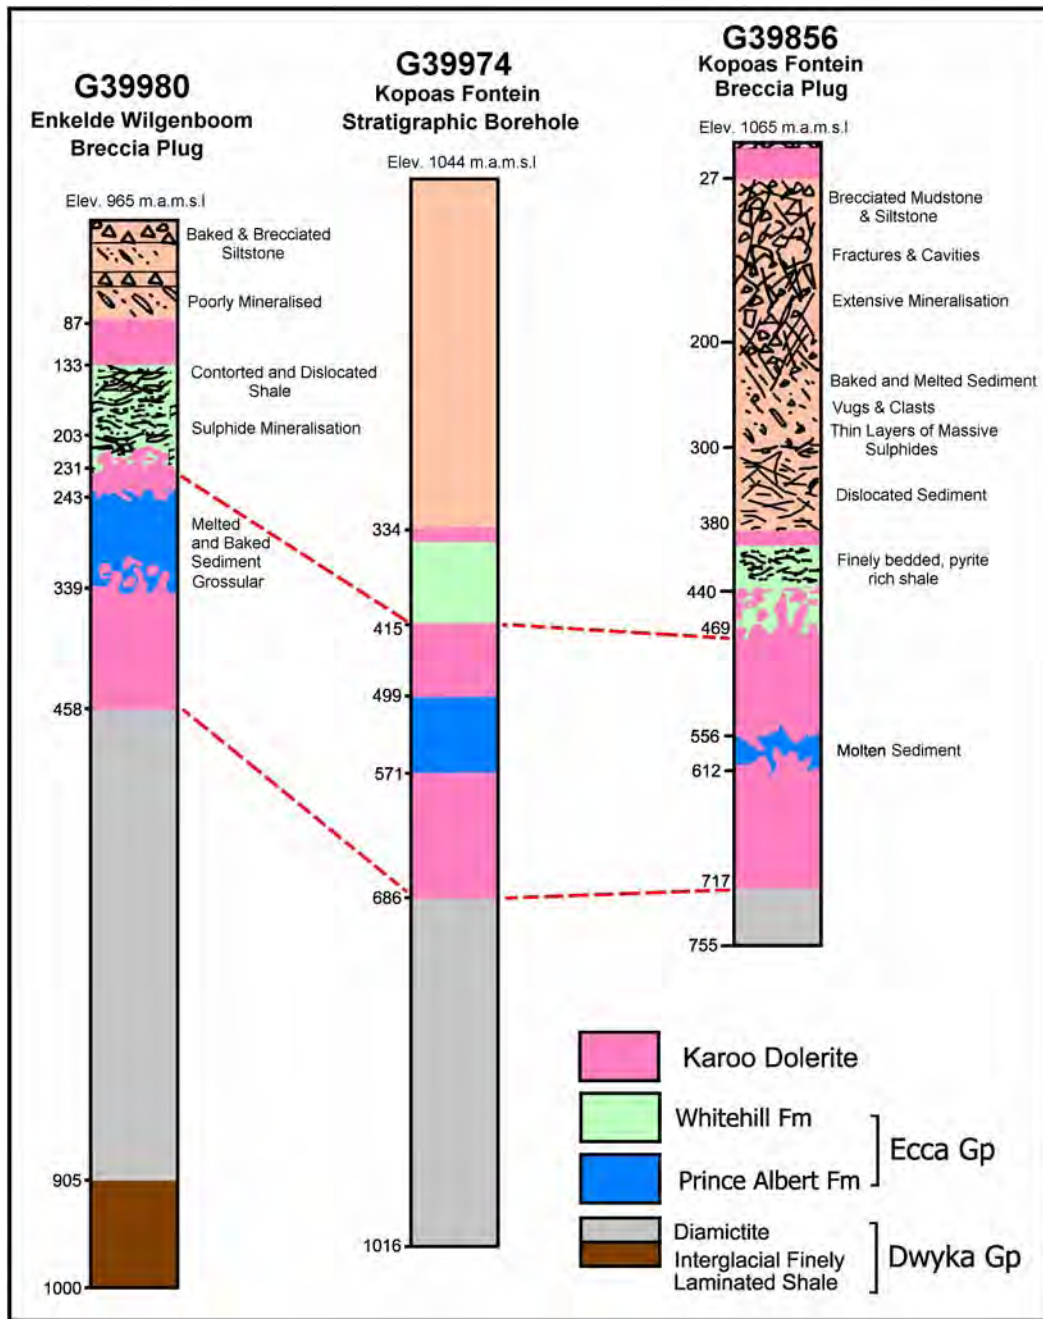 G39980
Enkelde Wilgenboom
Breccia Plug
Elev. 965 m.a.m.s.l
87
133
203
231
243
339
458
905
1000
Baked & Brecciated
Siltstone
Poorly Mineralised
Contorted and Dislocated
Shale
Sulphide Mineralisation
Melted
and Baked
Sediment
Grossular
G39974
Kopoas Fontein
Stratigraphic Borehole
Elev. 1044 m.a.m.s.l
334
415
499
571
686
1016
G39856
Kopoas Fontein
Breccia Plug
Elev. 1065 m.a.m.s.l
27
200
300
380
440
469
556
612
717
755
Brecciated Mudstone
& Siltstone
Fractures & Cavities
Extensive Mineralisation
Baked and Melted Sediment
Vugs & Clasts
Thin Layers of Massive
Sulphides
Dislocated Sediment
Finely bedded, pyrite
rich shale
Molten Sediment
Karoo Dolerite
Whitehill Fm
Prince Albert Fm
Ecca Gp
Diamictite
Interglacial Finely
Laminated Shale
Dwyka Gp